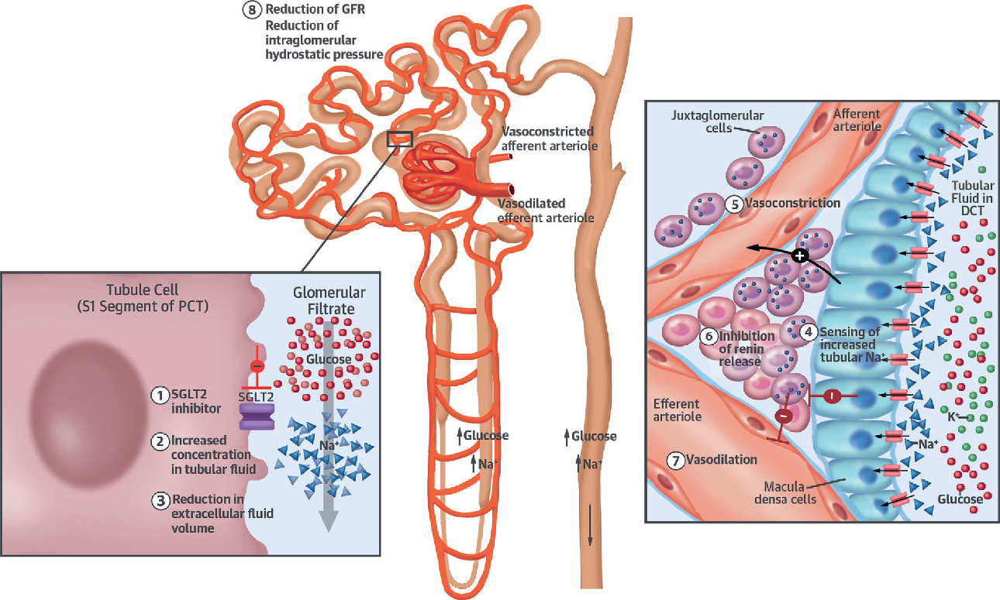 8 Reduction of GFR
Reduction of
intraglomerular
hydrostatic pressure
Vasoconstricted
afferent arteriole
Vasodilated
efferent arteriole
Glucose
Na+
Glucose
Na+
Tubule Cell
(S1 Segment of PCT)
Glomerular
Filtrate
Glucose
SGLT2
Na+
1 SGLT2
inhibitor
2 Increased
concentration
in tubular fluid
3 Reduction in
extracellular fluid
volume
Juxtaglomerular
cells
Afferent
arteriole
Tubular
Fluid in
DCT
5 Vasoconstriction
+
4 Sensing of
increased
tubular Na+
6 Inhibition
of renin
release
Efferent
arteriole
7 Vasodilation
Macula
densa cells
K+
Na+
Glucose